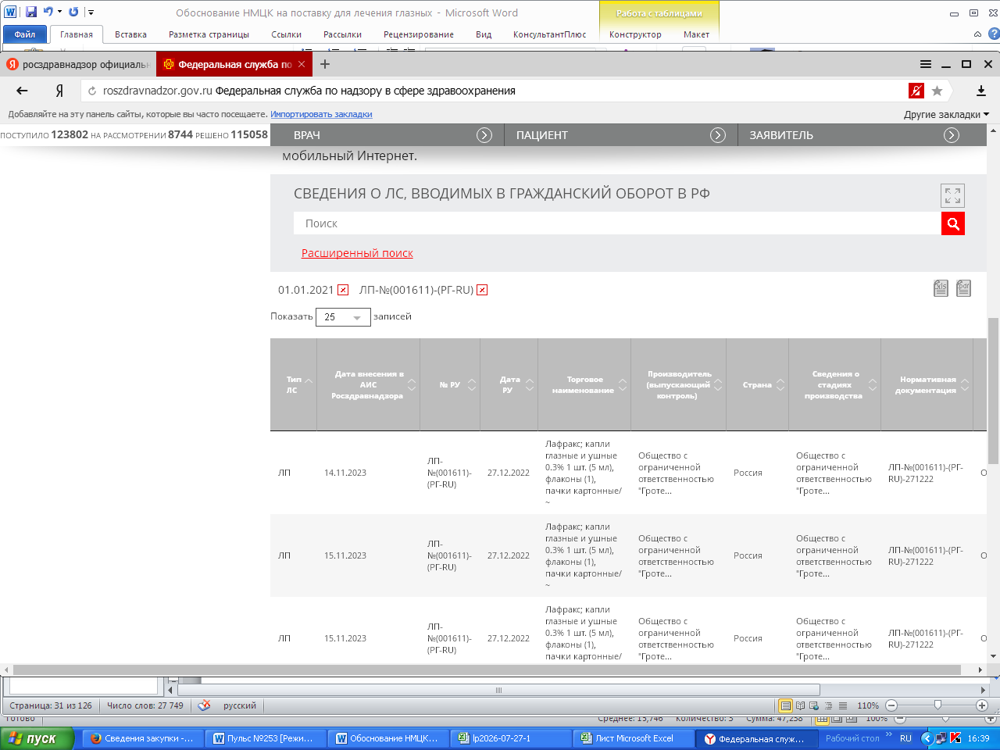 Обоснование НМЦК на поставку для лечения глазных - Microsoft Word
Работа с таблицами
Файл Главная Вставка Разметка страницы Ссылки Рассылки Рецензирование Вид КонсультантПлюс Конструктор Макет
росздравнадзор официальн Федеральная служба по
roszdravnadzor.gov.ru Федеральная служба по надзору в сфере здравоохранения
Добавляйте на эту панель сайты, которые вы часто посещаете. Импортировать закладки Другие закладки
ПОСТУПИЛО 123802 НА РАССМОТРЕНИИ 8744 РЕШЕНО 115058 ВРАЧ ПАЦИЕНТ ЗАЯВИТЕЛЬ
мобильный Интернет.
СВЕДЕНИЯ О ЛС, ВВОДИМЫХ В ГРАЖДАНСКИЙ ОБОРОТ В РФ
Поиск
Расширенный поиск
01.01.2021 ЛП-№(001611)-(РГ-RU) xls pdf
Показать 25 записей
Тип ЛС
Дата внесения в АИС Росздравнадзора
№ РУ
Дата РУ
Торговое наименование
Производитель (выпускающий контроль)
Страна
Сведения о стадиях производства
Нормативная документация
ЛП
14.11.2023
ЛП-
№(001611)-
(РГ-RU)
27.12.2022
Лафракс; капли
глазные и ушные
0.3% 1 шт. (5 мл),
флаконы (1),
пачки картонные/
~
Общество с
ограниченной
ответственностью
"Гроте...
Россия
Общество с
ограниченной
ответственностью
"Гроте...
ЛП-№(001611)-(РГ-
RU)-271222
О
ЛП
15.11.2023
ЛП-
№(001611)-
(РГ-RU)
27.12.2022
Лафракс; капли
глазные и ушные
0.3% 1 шт. (5 мл),
флаконы (1),
пачки картонные/
~
Общество с
ограниченной
ответственностью
"Гроте...
Россия
Общество с
ограниченной
ответственностью
"Гроте...
ЛП-№(001611)-(РГ-
RU)-271222
О
ЛП
15.11.2023
ЛП-
№(001611)-
(РГ-RU)
27.12.2022
Лафракс; капли
глазные и ушные
0.3% 1 шт. (5 мл),
флаконы (1),
пачки картонные/
Общество с
ограниченной
ответственностью
"Гроте...
Россия
Общество с
ограниченной
ответственностью
"Гроте...
ЛП-№(001611)-(РГ-
RU)-271222
О
Страница: 31 из 126 Число слов: 27 749 русский 110%
Готово Среднее: 15,746 Количество: 3 Сумма: 47,238 100%
пуск Сведения закупки -... Пульс №253 [Режи... Обоснование НМЦК... lp2026-07-27-1 Лист Microsoft Excel Федеральная служ... Рабочий стол RU 16:39